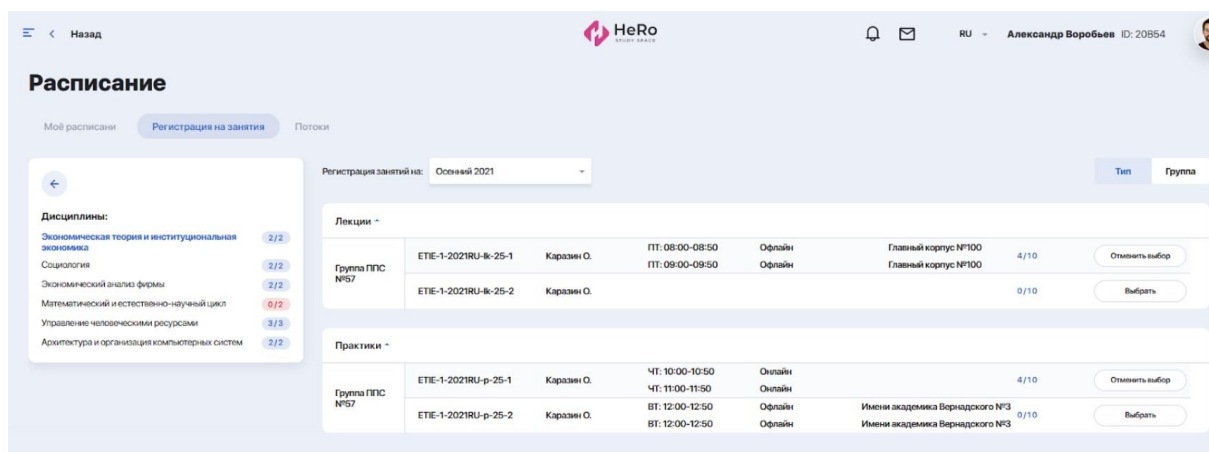 Назад
HeRo
STUDY SPACE
RU
Александр Воробьев ID: 20854
Расписание
Моё расписани Регистрация на занятия Потоки
Регистрация занятий на: Осенний 2021
Тип Группа
Дисциплины:
Экономическая теория и институциональная
экономика 2/2
Социология 2/2
Экономический анализ фирмы 2/2
Математический и естественно-научный цикл 0/2
Управление человеческими ресурсами 3/3
Архитектура и организация компьютерных систем 2/2
Лекции
Группа ППС
№57
ETIE-1-2021RU-lk-25-1 Каразин О. ПТ: 08:00-08:50 Офлайн Главный корпус №100 4/10 Отменить выбор
ПТ: 09:00-09:50 Офлайн Главный корпус №100
ETIE-1-2021RU-lk-25-2 Каразин О. 0/10 Выбрать
Практики
Группа ППС
№57
ETIE-1-2021RU-p-25-1 Каразин О. ЧТ: 10:00-10:50 Онлайн 4/10 Отменить выбор
ЧТ: 11:00-11:50 Онлайн
ETIE-1-2021RU-p-25-2 Каразин О. ВТ: 12:00-12:50 Офлайн Имени академика Вернадского №3 0/10 Выбрать
ВТ: 12:00-12:50 Офлайн Имени академика Вернадского №3